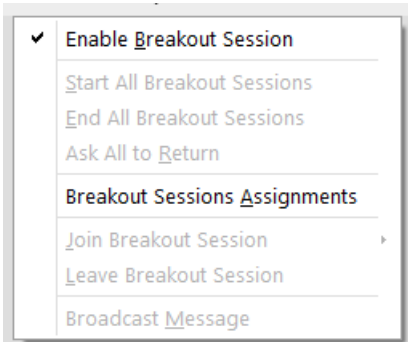 Enable Breakout Session
Start All Breakout Sessions
End All Breakout Sessions
Ask All to Return
Breakout Sessions Assignments
Join Breakout Session
Leave Breakout Session
Broadcast Message